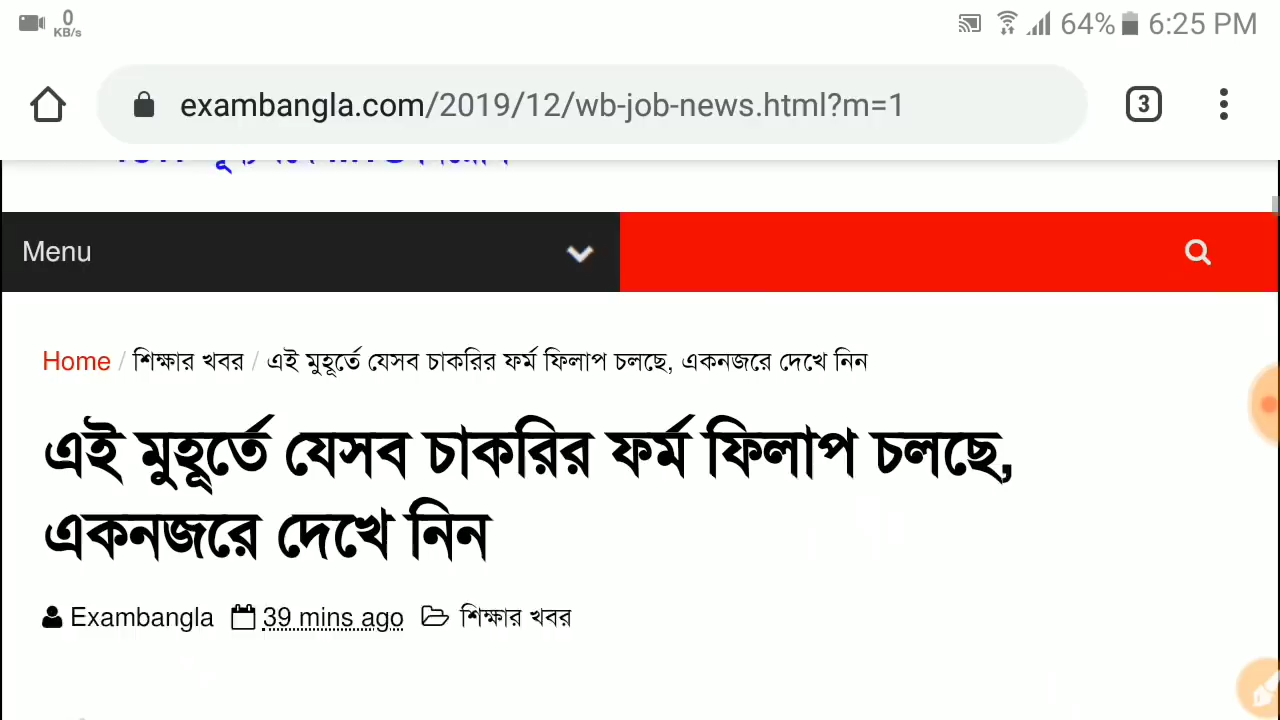 0
KB/s
64% 6:25 PM
exambangla.com/2019/12/wb-job-news.html?m=1
3
Menu
Home / শিক্ষার খবর / এই মুহূর্তে যেসব চাকরির ফর্ম ফিলাপ চলছে, একনজরে দেখে নিন
এই মুহূর্তে যেসব চাকরির ফর্ম ফিলাপ চলছে,
একনজরে দেখে নিন
Exambangla 39 mins ago শিক্ষার খবর